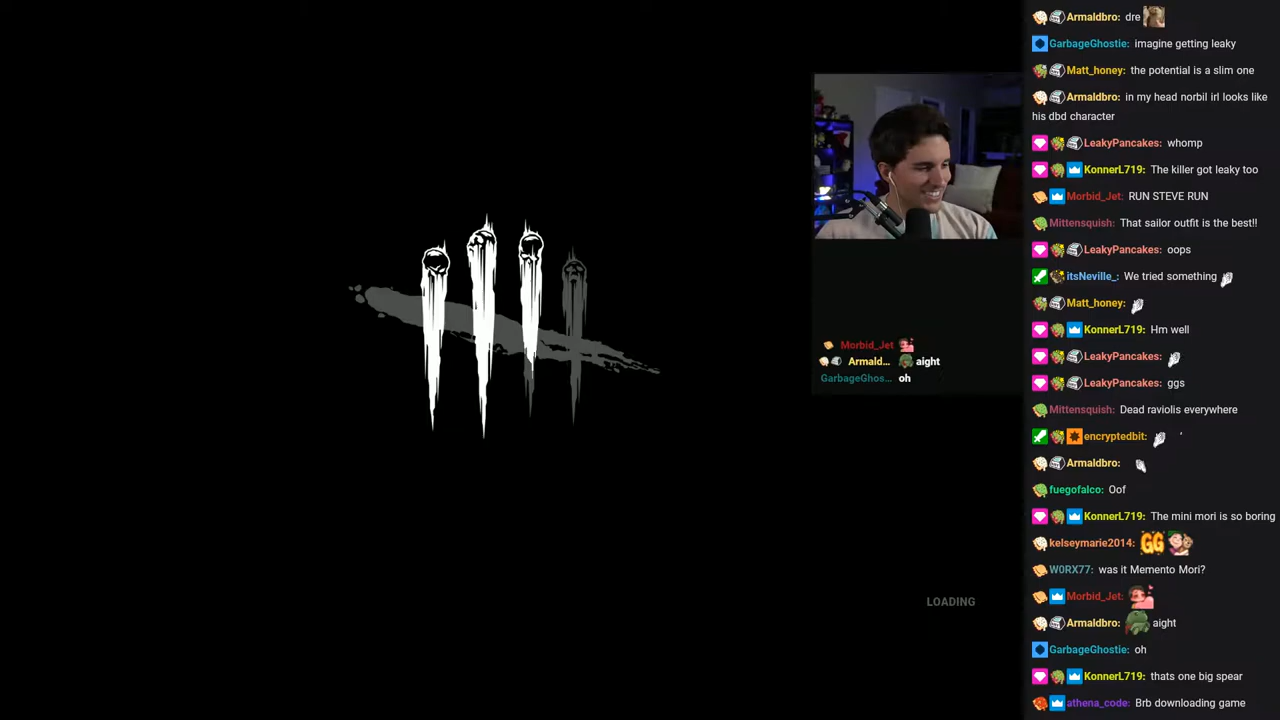 Armaldbro: dre
GarbageGhostie: imagine getting leaky
Matt_honey: the potential is a slim one
Armaldbro: in my head norbil irl looks like
his dbd character
LeakyPancakes: whomp
KonnerL719: The killer got leaky too
Morbid_Jet: RUN STEVE RUN
Mittensquish: That sailor outfit is the best!!
LeakyPancakes: oops
itsNeville_: We tried something
Matt_honey:
KonnerL719: Hm well
LeakyPancakes:
LeakyPancakes: ggs
Mittensquish: Dead raviolis everywhere
encryptedbit:
Armaldbro:
fuegofalco: Oof
KonnerL719: The mini mori is so boring
kelseymarie2014: GG
W0RX77: was it Memento Mori?
Morbid_Jet:
Armaldbro: aight
GarbageGhostie: oh
KonnerL719: thats one big spear
athena_code: Brb downloading game
Morbid_Jet
Armald... aight
GarbageGhos... oh
LOADING